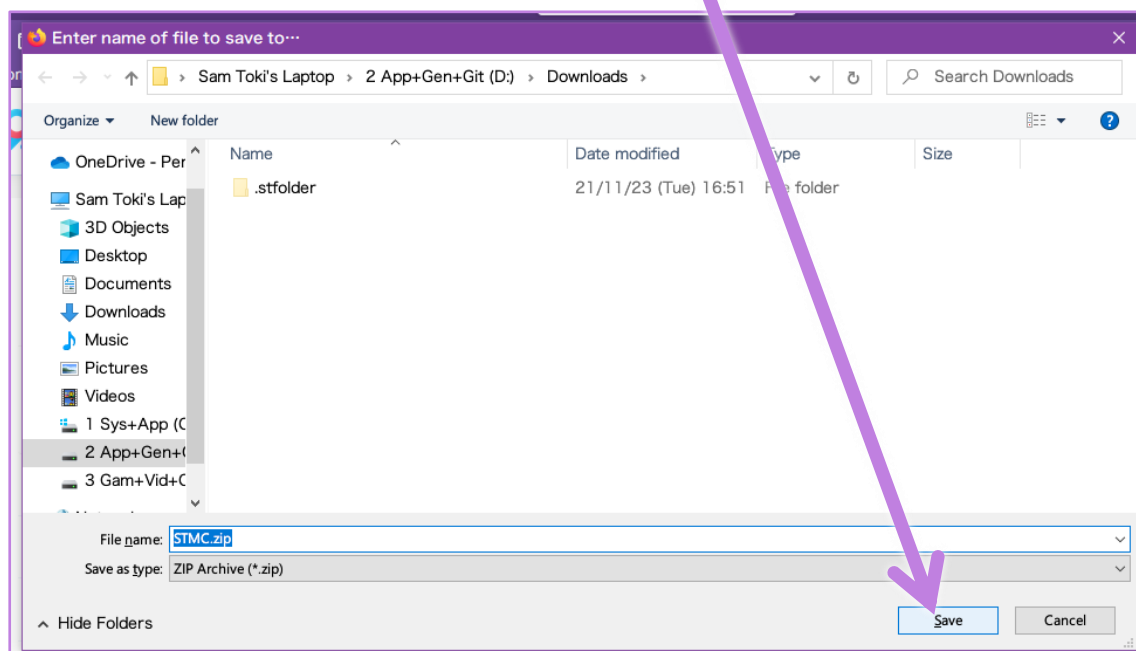 Enter name of file to save to…
Sam Toki's Laptop › 2 App+Gen+Git (D:) › Downloads ›
Search Downloads
Organize
New folder
Name
Date modified
Type
Size
.stfolder
21/11/23 (Tue) 16:51
File folder
OneDrive - Per
Sam Toki's Lap
3D Objects
Desktop
Documents
Downloads
Music
Pictures
Videos
1 Sys+App (C
2 App+Gen+G
3 Gam+Vid+C
File name: STMC.zip
Save as type: ZIP Archive (*.zip)
Hide Folders
Save
Cancel